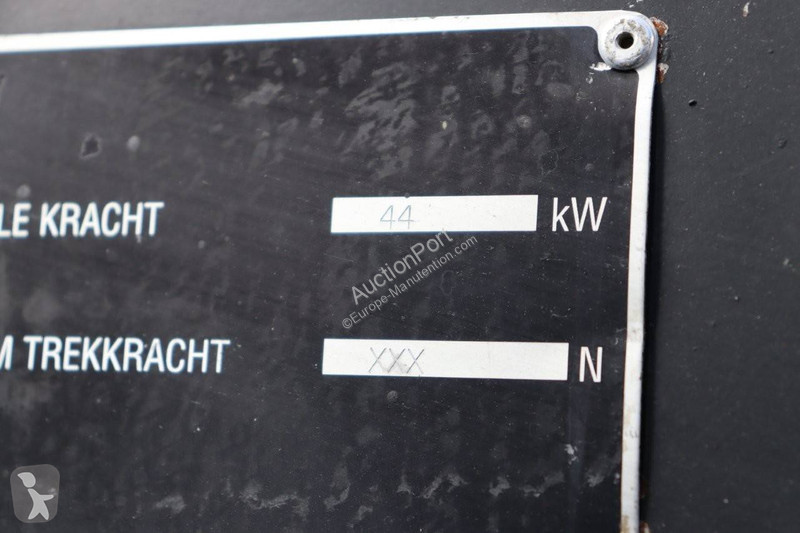 LE KRACHT 44 kW
AuctionPort
©Europe-Manutention.com
M TREKKRACHT XXX N